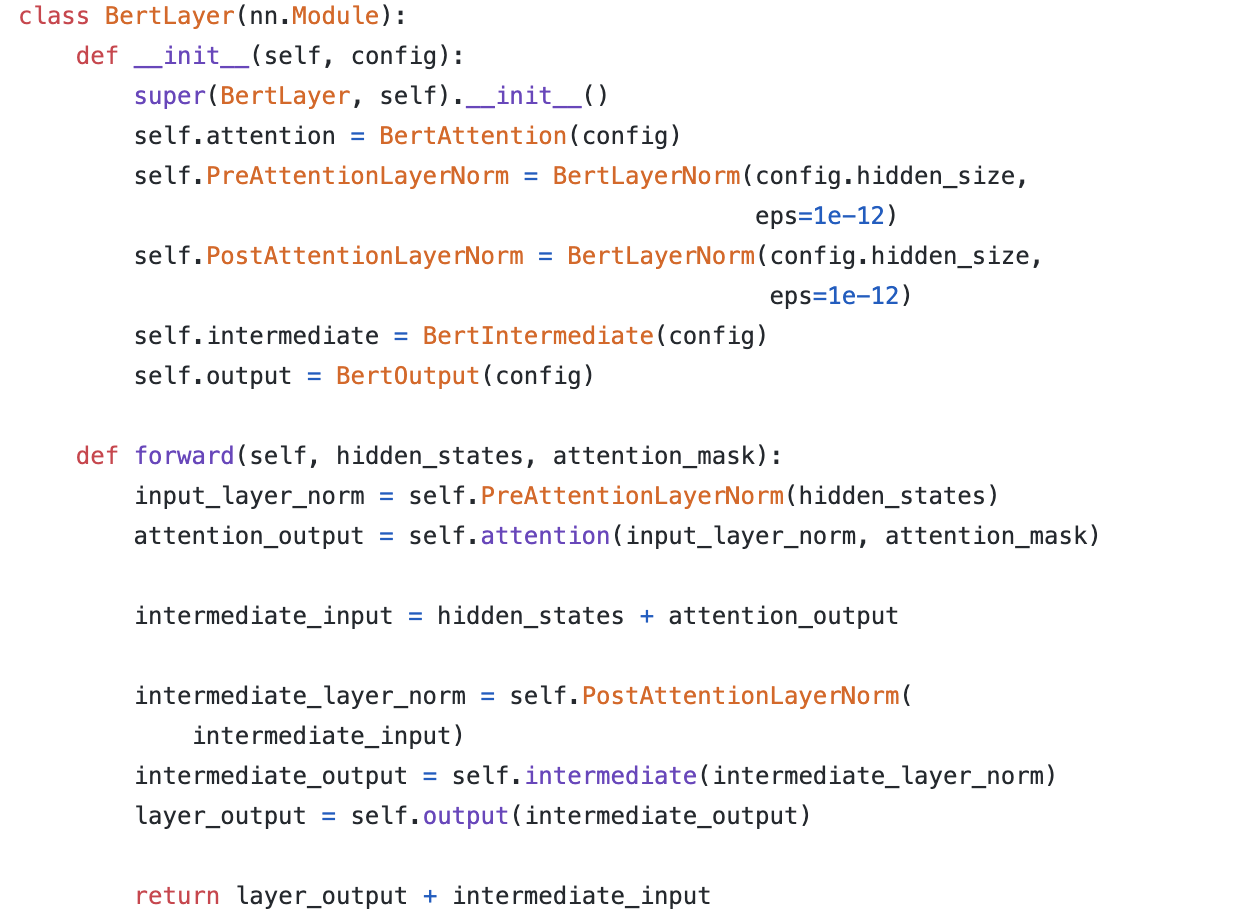 class BertLayer(nn.Module):
    def __init__(self, config):
        super(BertLayer, self).__init__()
        self.attention = BertAttention(config)
        self.PreAttentionLayerNorm = BertLayerNorm(config.hidden_size,
                                                   eps=1e-12)
        self.PostAttentionLayerNorm = BertLayerNorm(config.hidden_size,
                                                    eps=1e-12)
        self.intermediate = BertIntermediate(config)
        self.output = BertOutput(config)

    def forward(self, hidden_states, attention_mask):
        input_layer_norm = self.PreAttentionLayerNorm(hidden_states)
        attention_output = self.attention(input_layer_norm, attention_mask)

        intermediate_input = hidden_states + attention_output

        intermediate_layer_norm = self.PostAttentionLayerNorm(
            intermediate_input)
        intermediate_output = self.intermediate(intermediate_layer_norm)
        layer_output = self.output(intermediate_output)

        return layer_output + intermediate_input